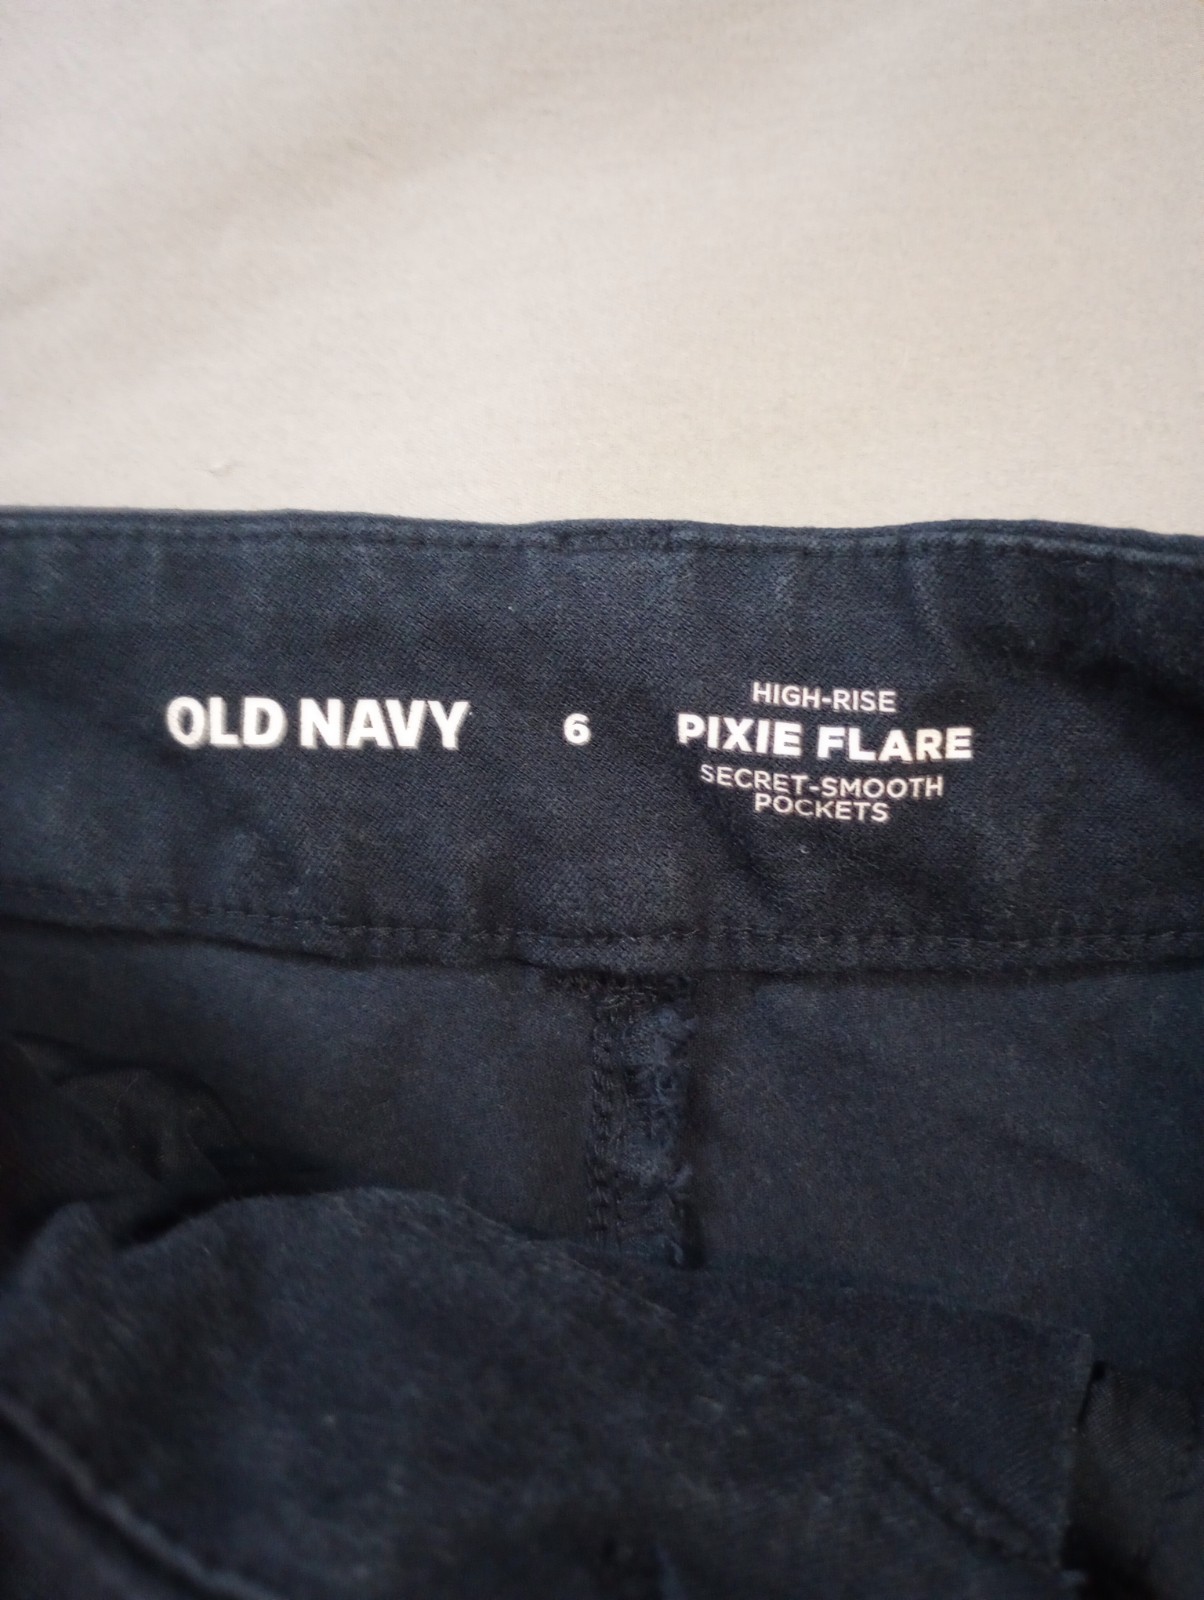 OLD NAVY
6
HIGH-RISE
PIXIE FLARE
SECRET-SMOOTH
POCKETS